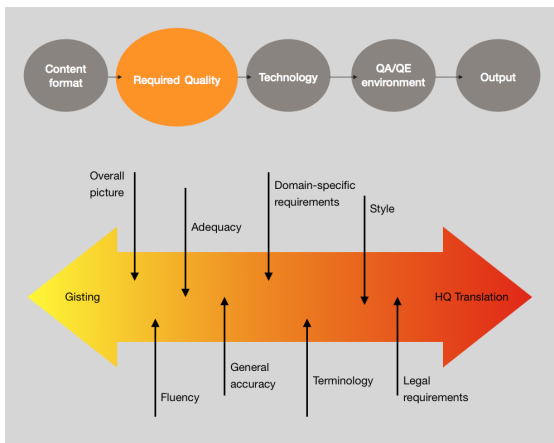 Content
format
Required Quality
Technology
QA/QE
environment
Output
Overall
picture
Adequacy
Domain-specific
requirements
Style
Gisting
HQ Translation
Fluency
General
accuracy
Terminology
Legal
requirements